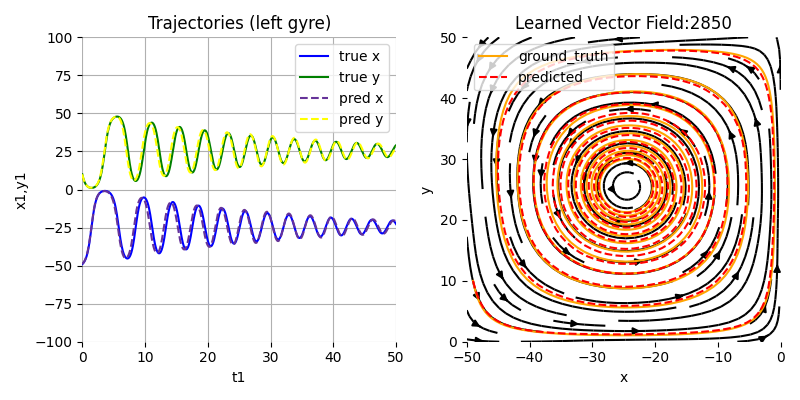 Trajectories (left gyre)
100
75
50
25
0
−25
−50
−75
−100
x1,y1
0 10 20 30 40 50
t1
true x
true y
pred x
pred y
Learned Vector Field:2850
50
40
30
20
10
0
y
−50 −40 −30 −20 −10 0
x
ground_truth
predicted